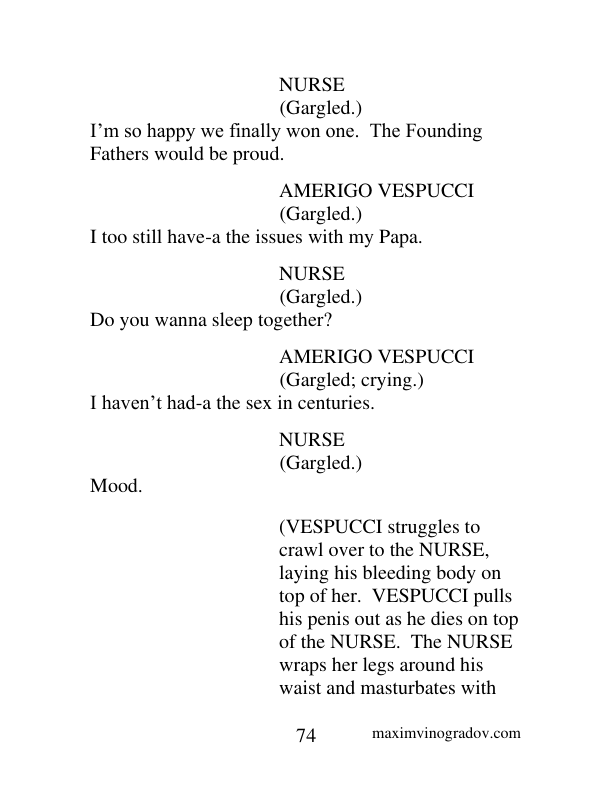 NURSE
(Gargled.)
I’m so happy we finally won one.  The Founding
Fathers would be proud.
AMERIGO VESPUCCI
(Gargled.)
I too still have-a the issues with my Papa.
NURSE
(Gargled.)
Do you wanna sleep together?
AMERIGO VESPUCCI
(Gargled; crying.)
I haven’t had-a the sex in centuries.
NURSE
(Gargled.)
Mood.
(VESPUCCI struggles to
crawl over to the NURSE,
laying his bleeding body on
top of her.  VESPUCCI pulls
his penis out as he dies on top
of the NURSE.  The NURSE
wraps her legs around his
waist and masturbates with
74 maximvinogradov.com